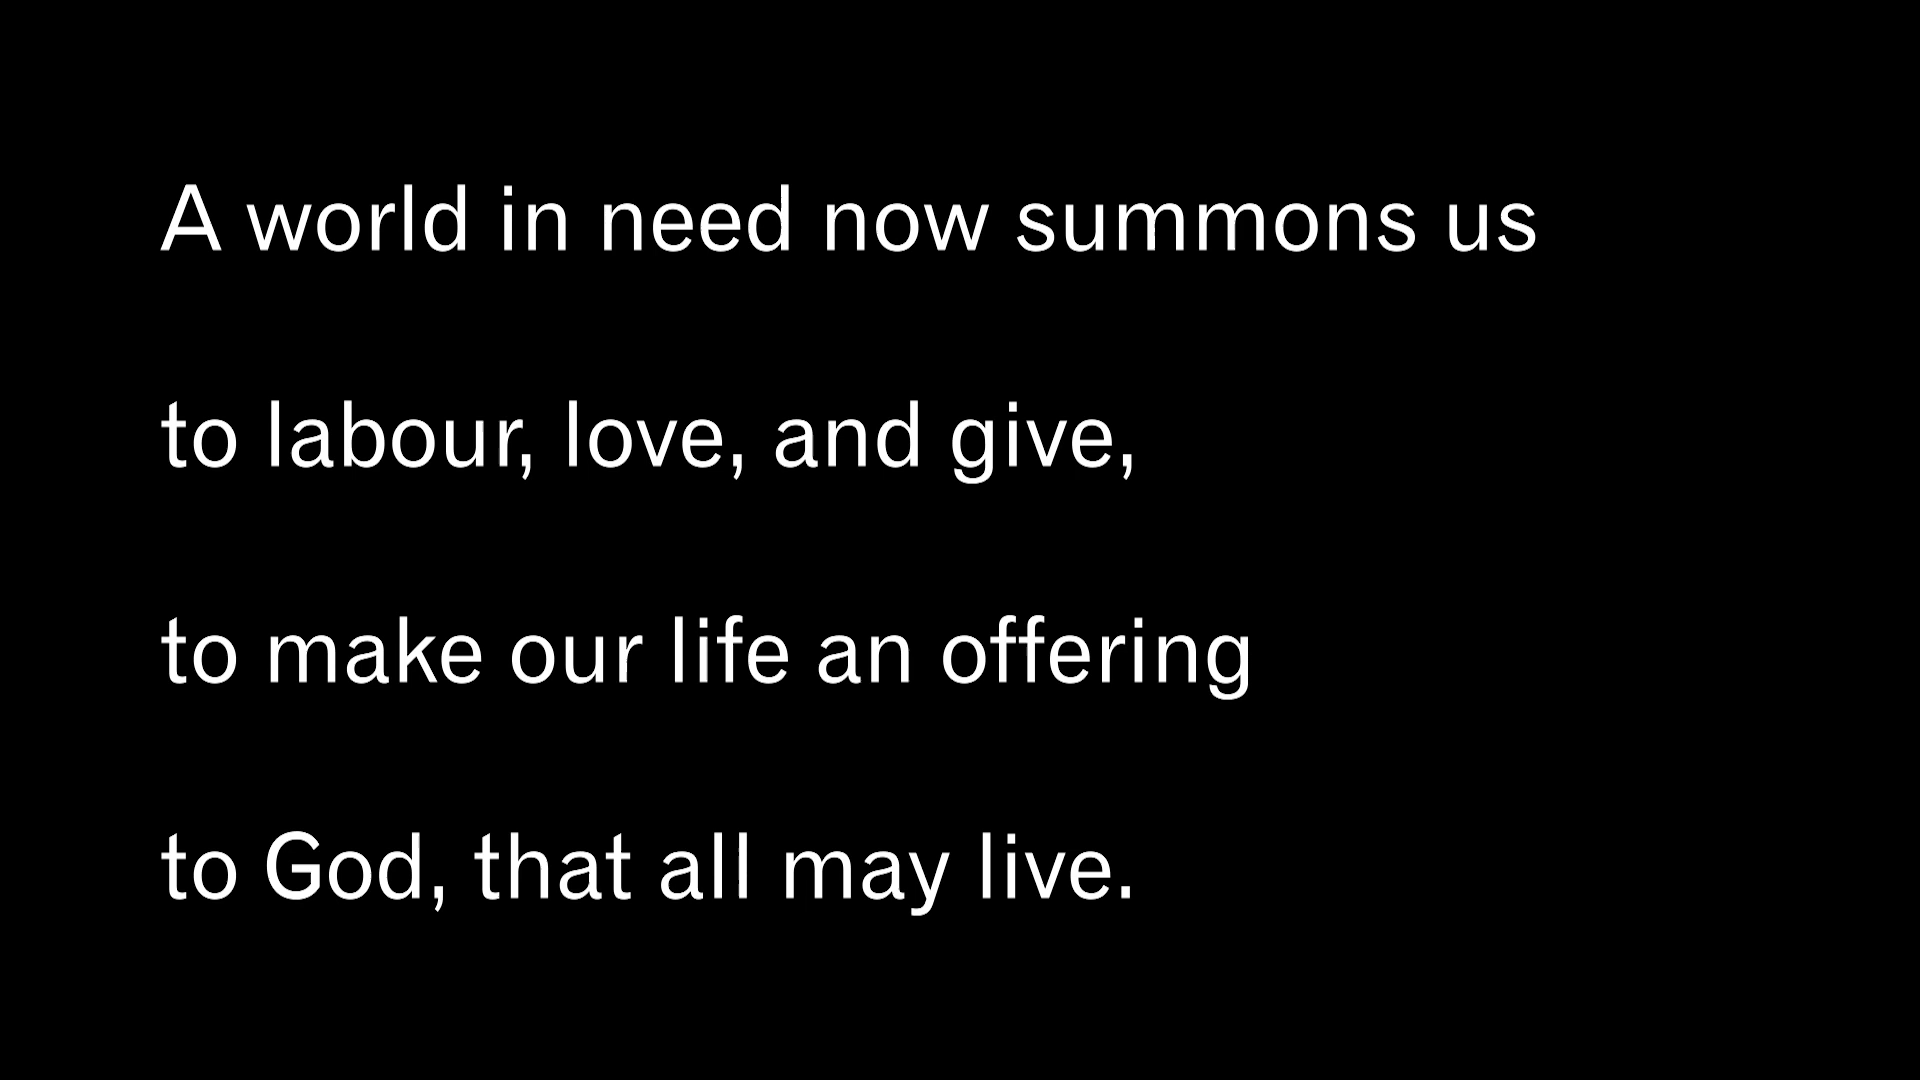 A world in need now summons us
to labour, love, and give,
to make our life an offering
to God, that all may live.